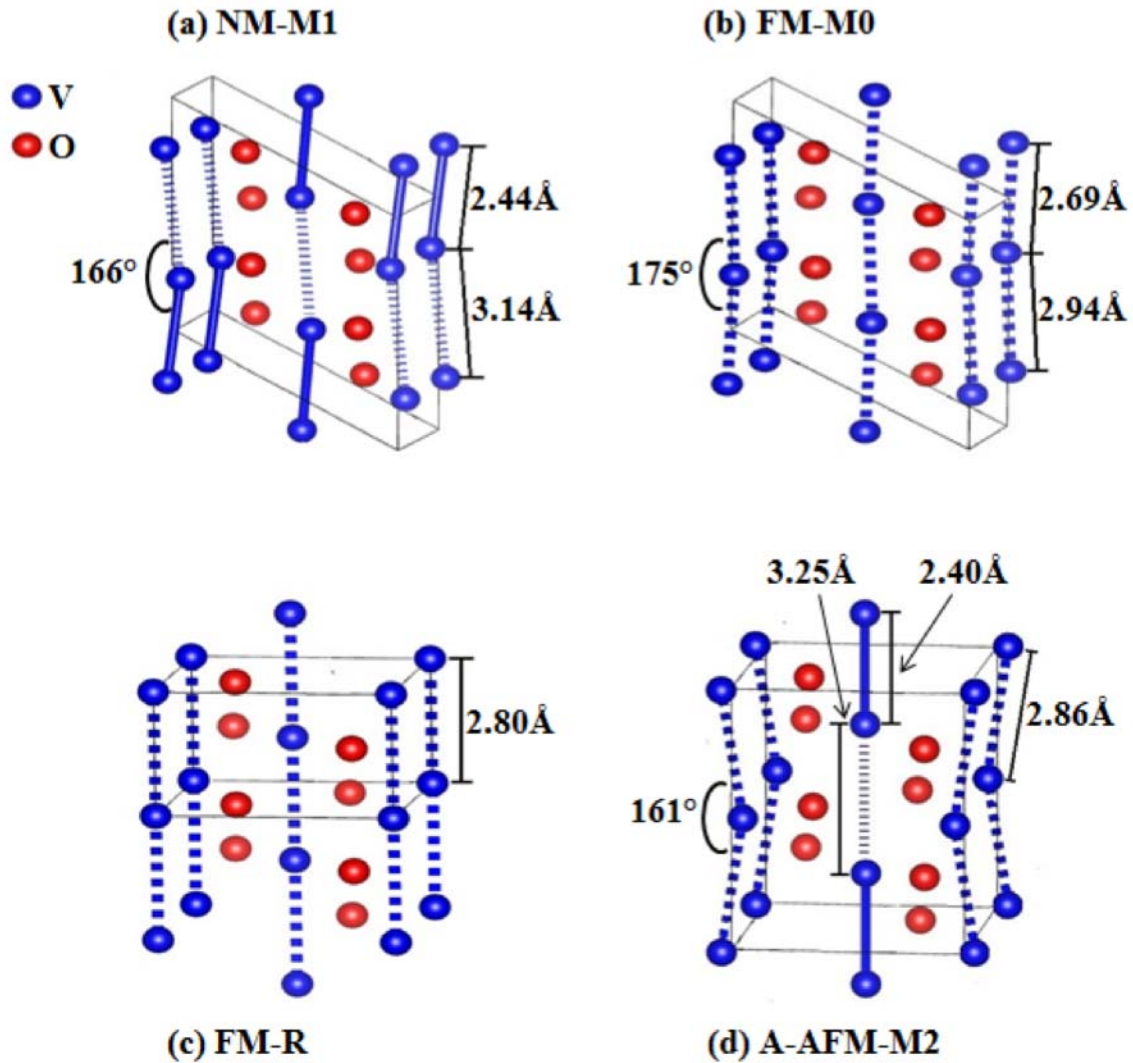 (a) NM-M1
(b) FM-M0
V
O
2.44Å
166°
3.14Å
2.69Å
175°
2.94Å
3.25Å
2.40Å
2.80Å
2.86Å
161°
(c) FM-R
(d) A-AFM-M2